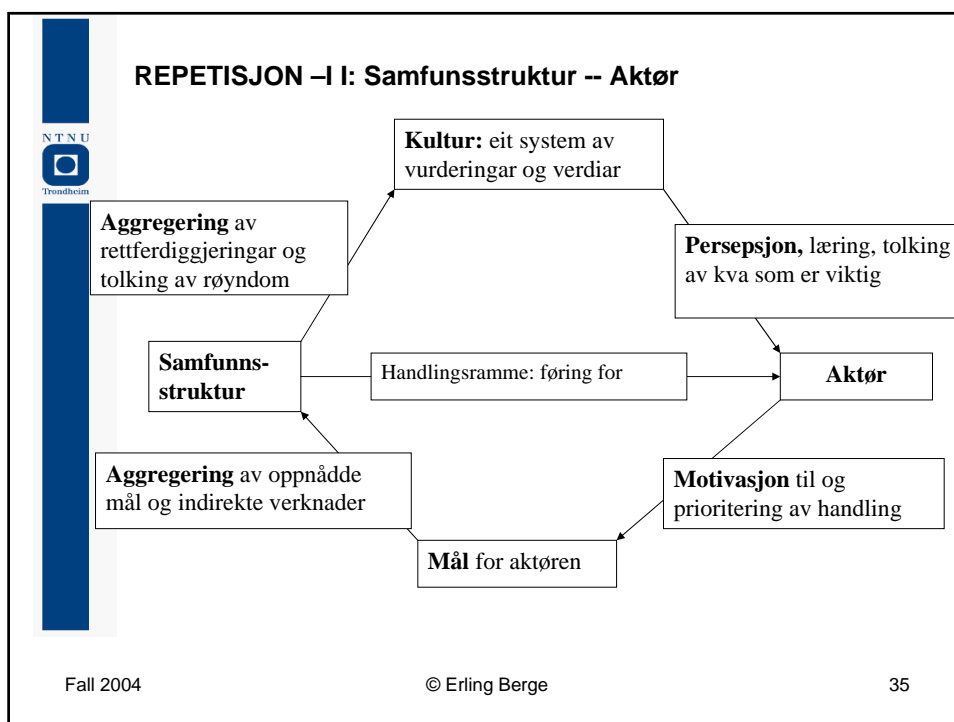 REPETISJON –I I: Samfunsstruktur -- Aktør
N T N U
Trondheim
Kultur: eit system av
vurderingar og verdiar
Aggregering av
rettferdiggjeringar og
tolking av røyndom
Persepsjon, læring, tolking
av kva som er viktig
Samfunns-
struktur
Handlingsramme: føring for
Aktør
Aggregering av oppnådde
mål og indirekte verknader
Motivasjon til og
prioritering av handling
Mål for aktøren
Fall 2004
© Erling Berge
35